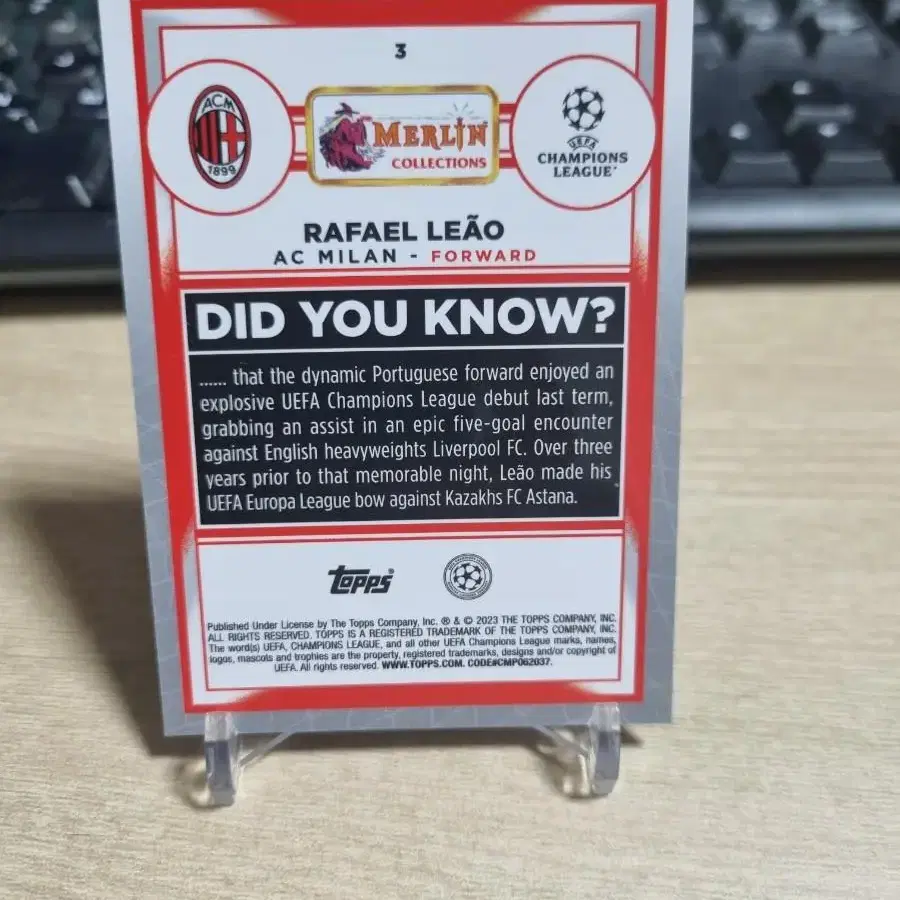 3
ACM
1899
MERLIN
COLLECTIONS
UEFA
CHAMPIONS
LEAGUE
RAFAEL LEÃO
AC MILAN - FORWARD
DID YOU KNOW?
...... that the dynamic Portuguese forward enjoyed an
explosive UEFA Champions League debut last term,
grabbing an assist in an epic five-goal encounter
against English heavyweights Liverpool FC. Over three
years prior to that memorable night, Leão made his
UEFA Europa League bow against Kazakhs FC Astana.
topps®
Published Under License by The Topps Company, Inc. ® & © 2023 THE TOPPS COMPANY, INC.
ALL RIGHTS RESERVED. TOPPS IS A REGISTERED TRADEMARK OF THE TOPPS COMPANY, INC.
The word(s) UEFA, CHAMPIONS LEAGUE, and all other UEFA Champions League marks, names,
logos, mascots and trophies are the property, registered trademarks, designs and/or copyright of
UEFA. All rights reserved. WWW.TOPPS.COM. CODE#CMP062037.